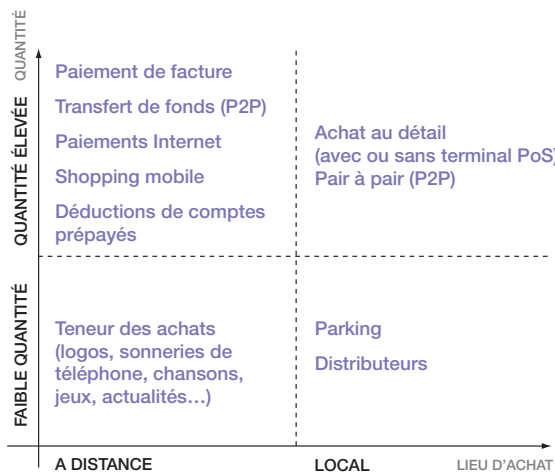 QUANTITÉ
QUANTITÉ ÉLEVÉE
Paiement de facture
Transfert de fonds (P2P)
Paiements Internet
Shopping mobile
Déductions de comptes
prépayés
Achat au détail
(avec ou sans terminal PoS)
Pair à pair (P2P)
FAIBLE QUANTITÉ
Teneur des achats
(logos, sonneries de
téléphone, chansons,
jeux, actualités…)
Parking
Distributeurs
A DISTANCE
LOCAL
LIEU D'ACHAT